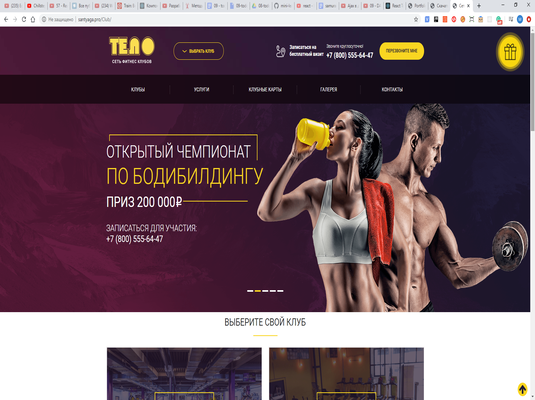 Не защищено
santyaga.pro/Club/
ТЕЛО
СЕТЬ ФИТНЕС КЛУБОВ
ВЫБРАТЬ КЛУБ
Записаться на
бесплатный визит
Звоните круглосуточно!
+7 (800) 555-64-47
ПЕРЕЗВОНИТЕ МНЕ
КЛУБЫ
УСЛУГИ
КЛУБНЫЕ КАРТЫ
ГАЛЕРЕЯ
КОНТАКТЫ
ОТКРЫТЫЙ ЧЕМПИОНАТ
ПО БОДИБИЛДИНГУ
ПРИЗ 200 000₽
ЗАПИСАТЬСЯ ДЛЯ УЧАСТИЯ:
+7 (800) 555-64-47
ВЫБЕРИТЕ СВОЙ КЛУБ